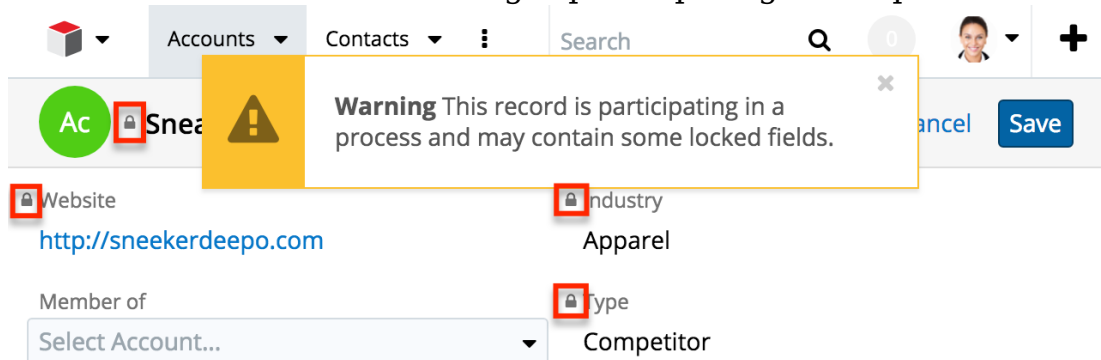 Accounts Contacts Search 0
Warning This record is participating in a
process and may contain some locked fields.
Ac Snea ancel Save
Website Industry
http://sneekerdeepo.com Apparel
Member of Type
Select Account... Competitor